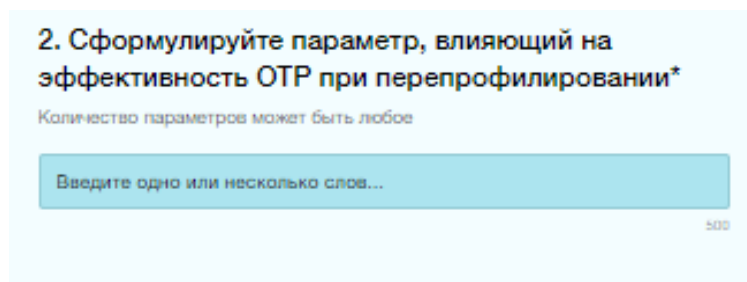 2. Сформулируйте параметр, влияющий на
эффективность ОТР при перепрофилировании*
Количество параметров может быть любое
Введите одно или несколько слов...
500